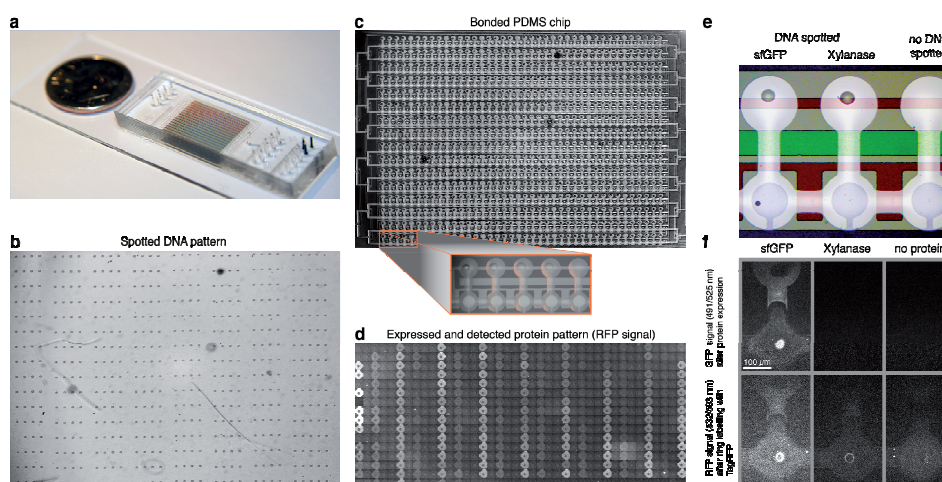 a
c
Bonded PDMS chip
e
DNA spotted
no DN
spotte
sfGFP
Xylanase
b
Spotted DNA pattern
f
sfGFP
Xylanase
no protein
GFP signal (491/525 nm)
after protein expression
100 µm
d
Expressed and detected protein pattern (RFP signal)
RFP signal (532/593 nm)
after ring labelling with
TagRFP